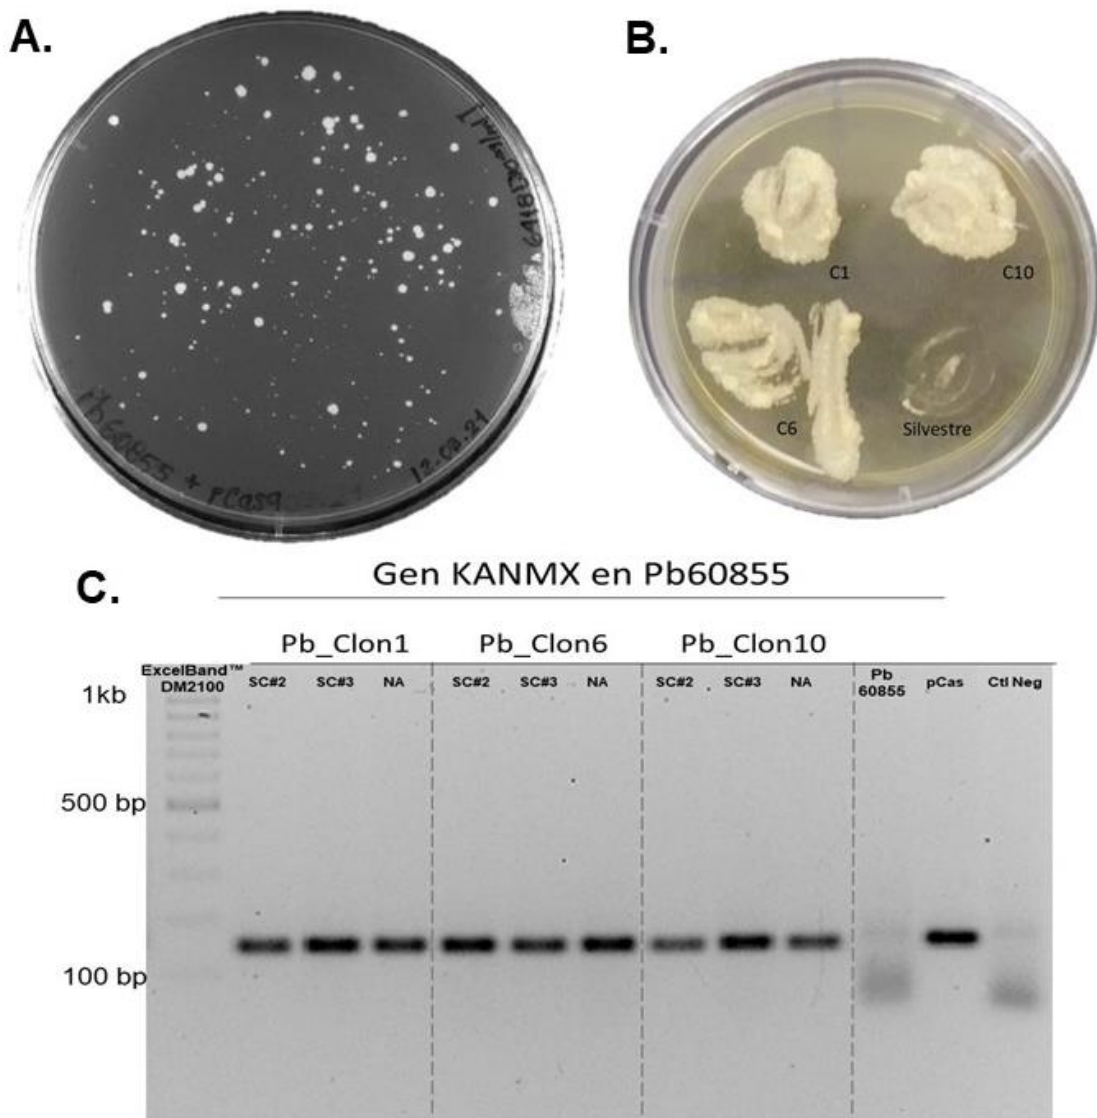 A.
B.
Pb60855 + pCas9
12.03.21
C1
C10
C6
Silvestre
C.
Gen KANMX en Pb60855
Pb_Clon1
Pb_Clon6
Pb_Clon10
ExcelBand™
DM2100
SC#2
SC#3
NA
SC#2
SC#3
NA
SC#2
SC#3
NA
Pb
60855
pCas
Ctl Neg
1kb
500 bp
100 bp